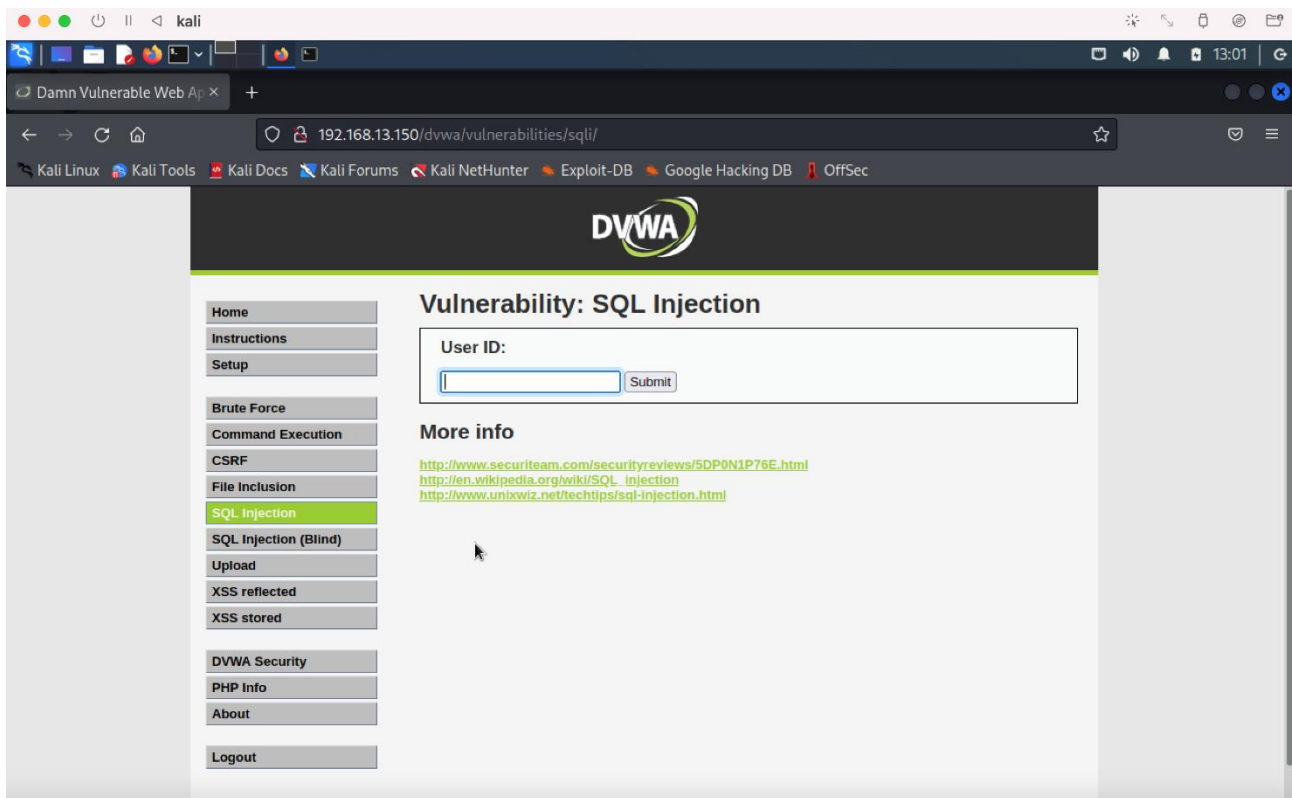 kali
13:01
Damn Vulnerable Web Ap
192.168.13.150/dvwa/vulnerabilities/sqli/
Kali Linux Kali Tools Kali Docs Kali Forums Kali NetHunter Exploit-DB Google Hacking DB OffSec
DVWA
Home
Instructions
Setup
Brute Force
Command Execution
CSRF
File Inclusion
SQL Injection
SQL Injection (Blind)
Upload
XSS reflected
XSS stored
DVWA Security
PHP Info
About
Logout
Vulnerability: SQL Injection
User ID:
Submit
More info
http://www.securiteam.com/securityreviews/5DP0N1P76E.html
http://en.wikipedia.org/wiki/SQL_injection
http://www.unixwiz.net/techtips/sql-injection.html